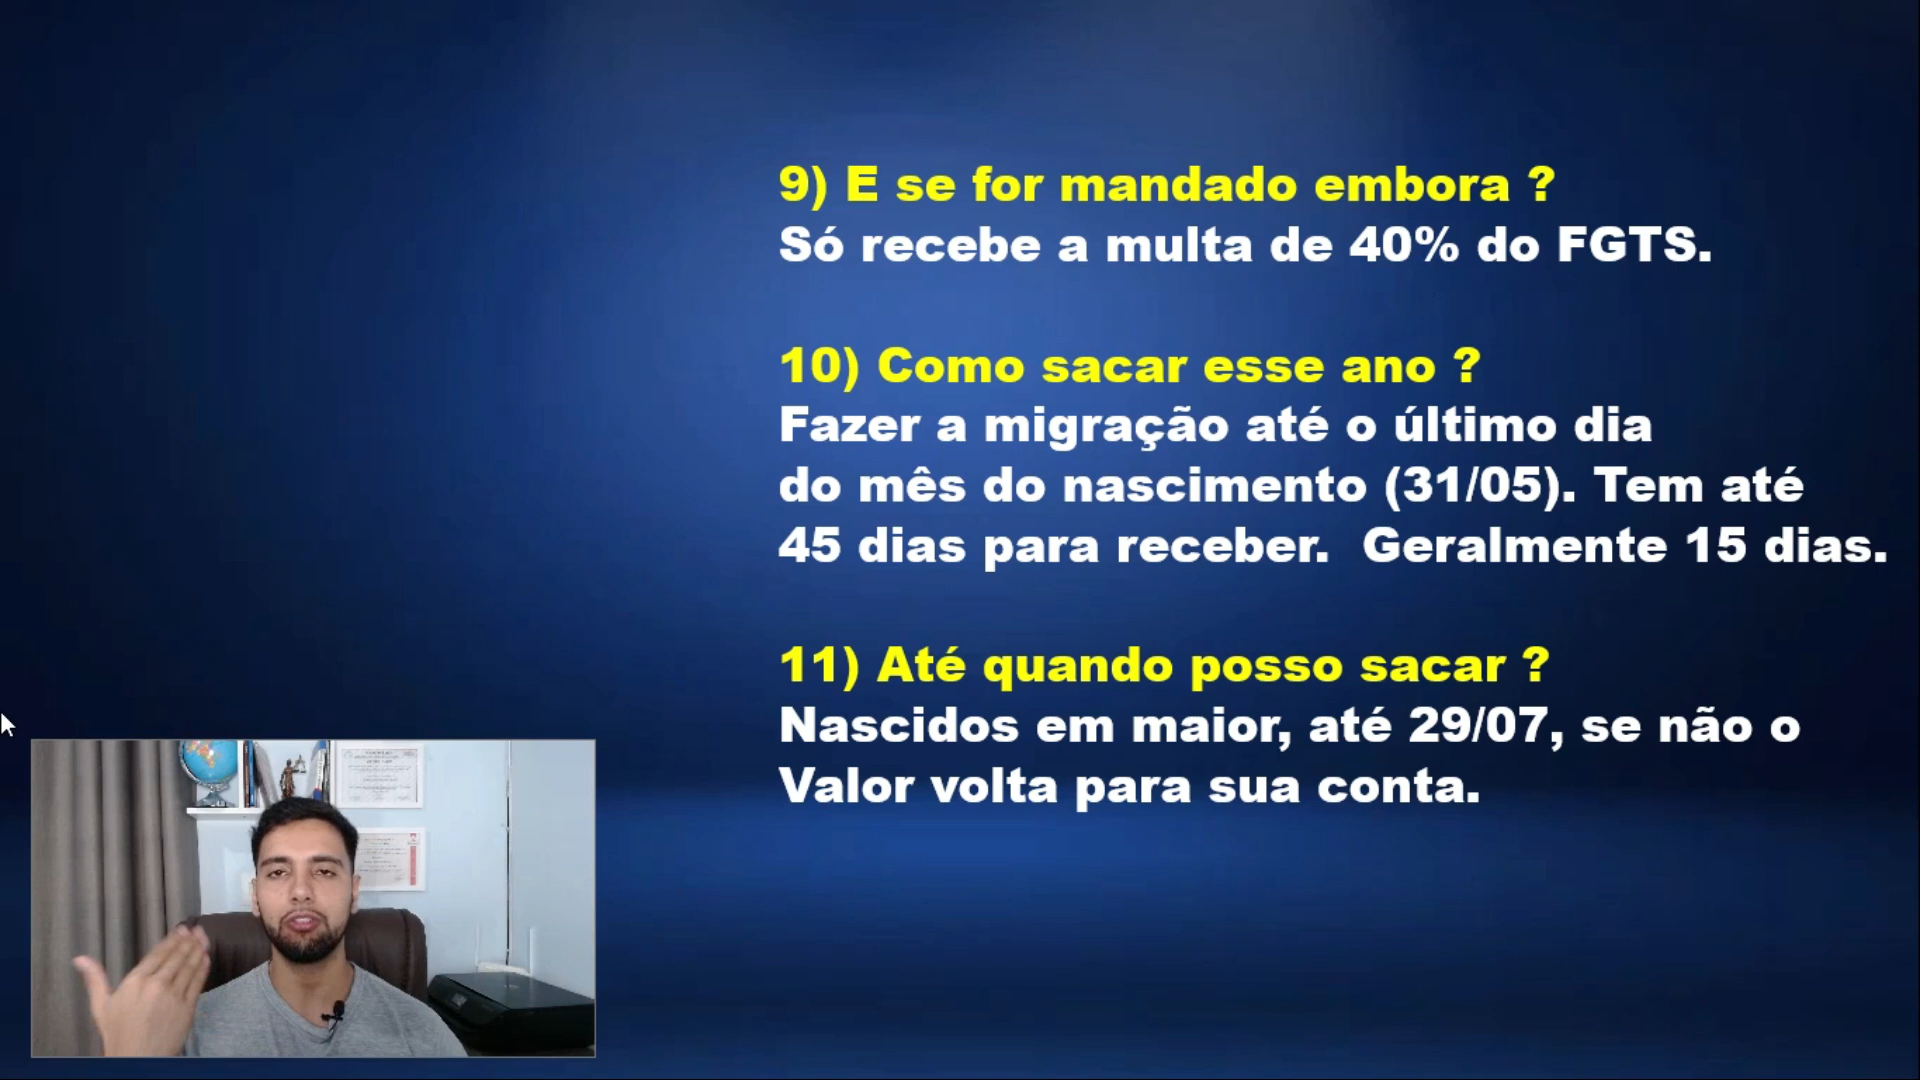 9) E se for mandado embora ?
Só recebe a multa de 40% do FGTS.
10) Como sacar esse ano ?
Fazer a migração até o último dia
do mês do nascimento (31/05). Tem até
45 dias para receber.  Geralmente 15 dias.
11) Até quando posso sacar ?
Nascidos em maior, até 29/07, se não o
Valor volta para sua conta.